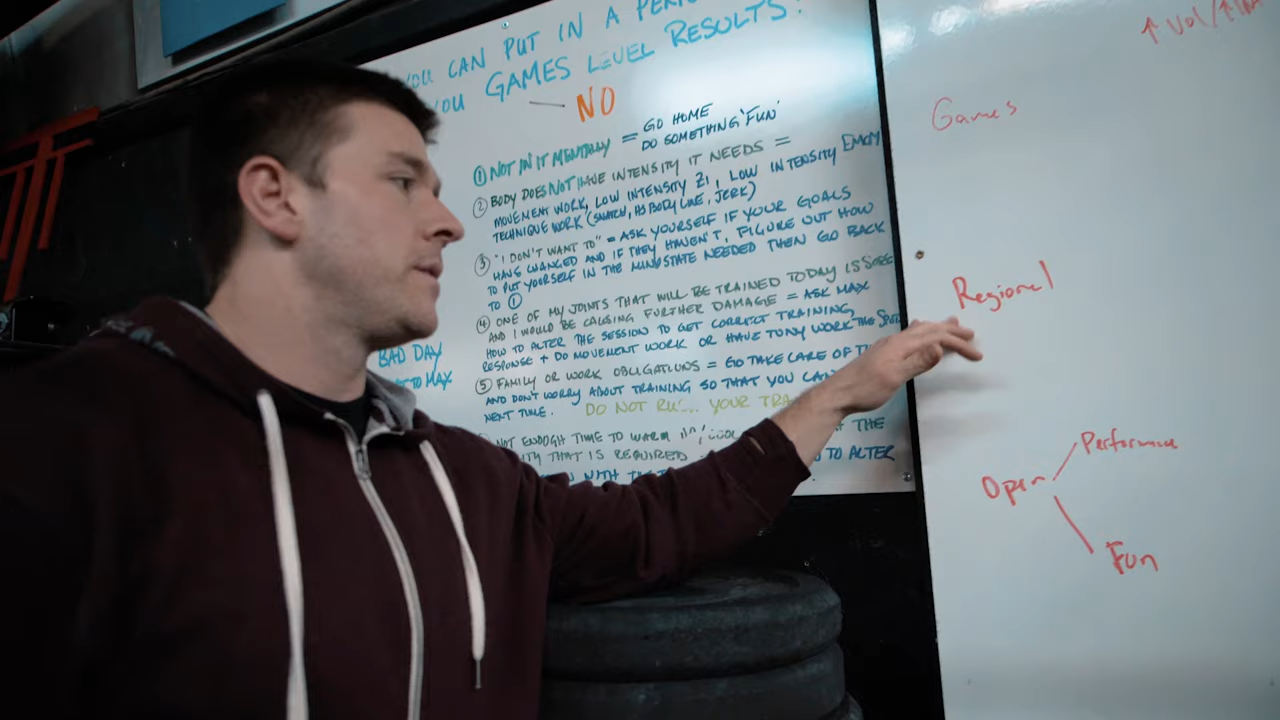 YOU CAN PUT IN A
YOU GAMES LEVEL RESULTS?
— NO
① NOT IN IT MENTALLY = GO HOME
DO SOMETHING 'FUN'
② BODY DOES NOT HAVE INTENSITY IT NEEDS =
MOVEMENT WORK, LOW INTENSITY Z1, LOW INTENSITY EMOM
TECHNIQUE WORK (SNATCH, HS BODY LINE, JERK)
③ "I DON'T WANT TO" = ASK YOURSELF IF YOUR GOALS
HAVE CHANGED AND IF THEY HAVEN'T, FIGURE OUT HOW
TO PUT YOURSELF IN THE MINDSTATE NEEDED THEN GO BACK
TO ①
④ ONE OF MY JOINTS THAT WILL BE TRAINED TODAY IS SORE
AND I WOULD BE CAUSING FURTHER DAMAGE = ASK MAX
HOW TO ALTER THE SESSION TO GET CORRECT TRAINING
RESPONSE + DO MOVEMENT WORK OR HAVE TONY WORK THE SPOT
⑤ FAMILY OR WORK OBLIGATIONS = GO TAKE CARE OF
AND DON'T WORRY ABOUT TRAINING SO THAT YOU CAN
NEXT TIME. DO NOT YOUR
NOT ENOUGH TIME TO WARM THE
THAT IS REQUIRED TO ALTER
WITH
BAD DAY
TO MAX
↑ Vol/↑
Games
Regional
Open
Performance
Fun